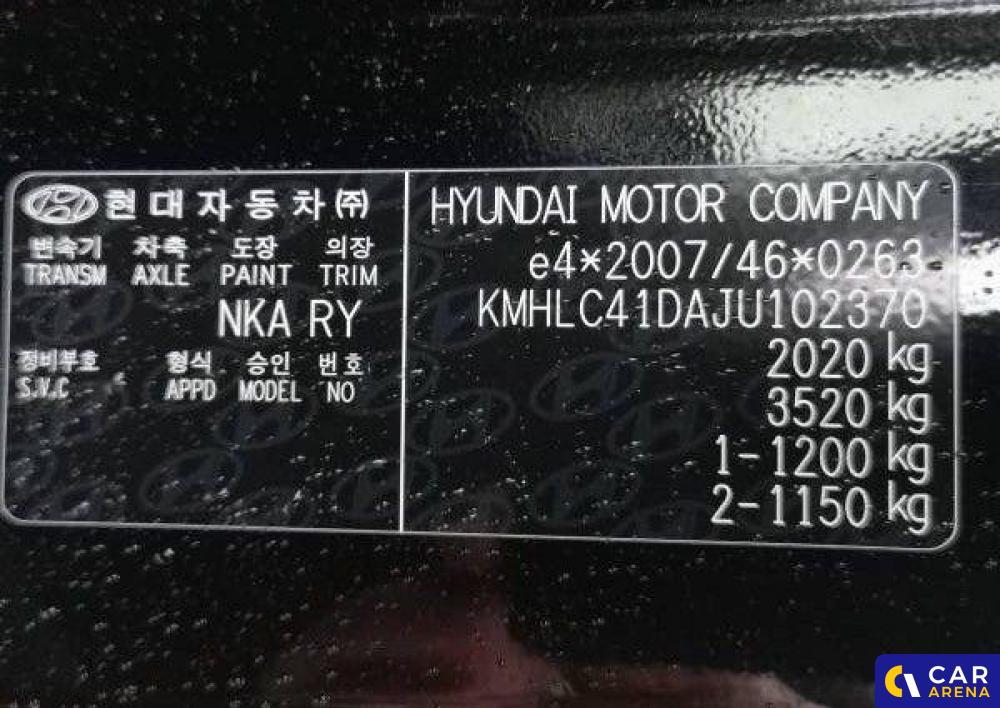 현대자동차㈜
변속기 차축 도장 의장
TRANSM AXLE PAINT TRIM
NKA RY
정비부호 형식 승인 번호
S.V.C APPD MODEL NO
HYUNDAI MOTOR COMPANY
e4*2007/46*0263
KMHLC41DAJU102370
2020 kg
3520 kg
1-1200 kg
2-1150 kg
CAR
ARENA